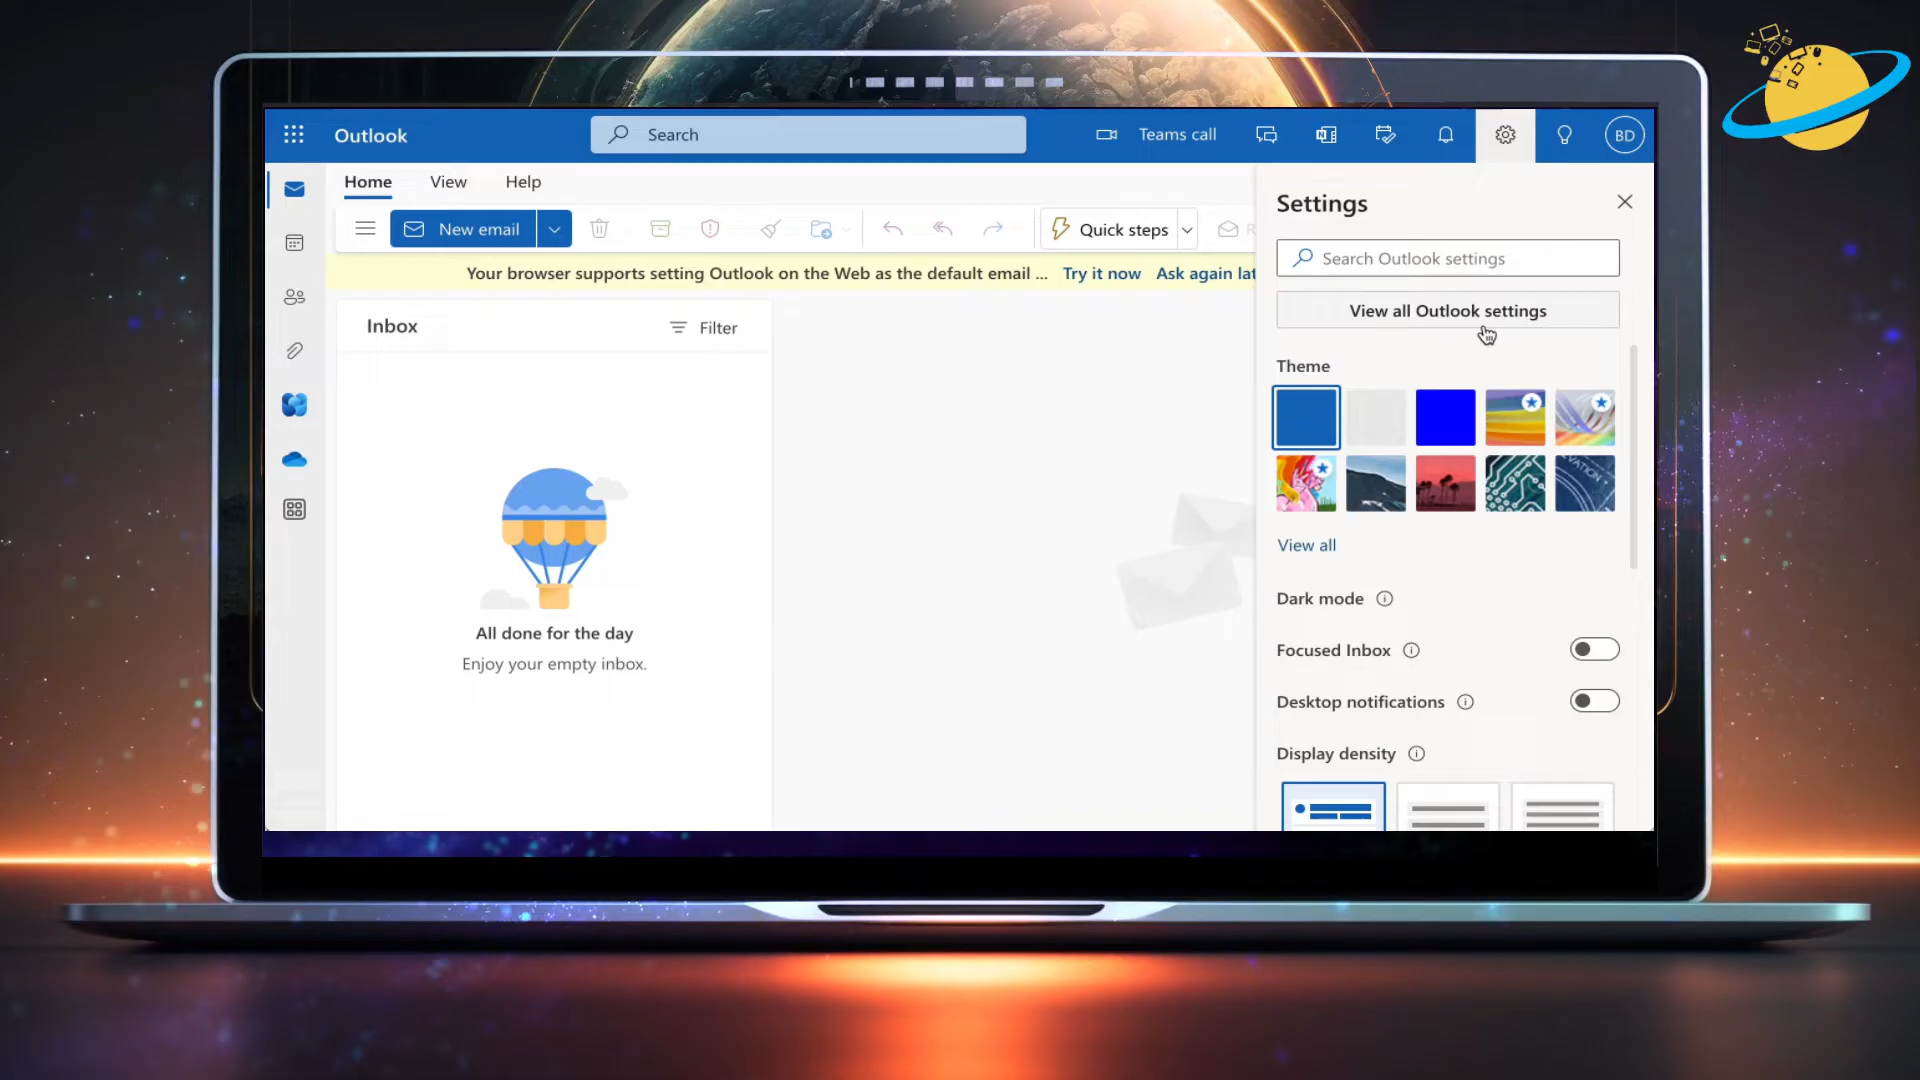 Outlook
Search
Teams call
BD
Home
View
Help
New email
Quick steps
Your browser supports setting Outlook on the Web as the default email ...
Try it now
Ask again lat
Inbox
Filter
All done for the day
Enjoy your empty inbox.
Settings
Search Outlook settings
View all Outlook settings
Theme
View all
Dark mode
Focused Inbox
Desktop notifications
Display density